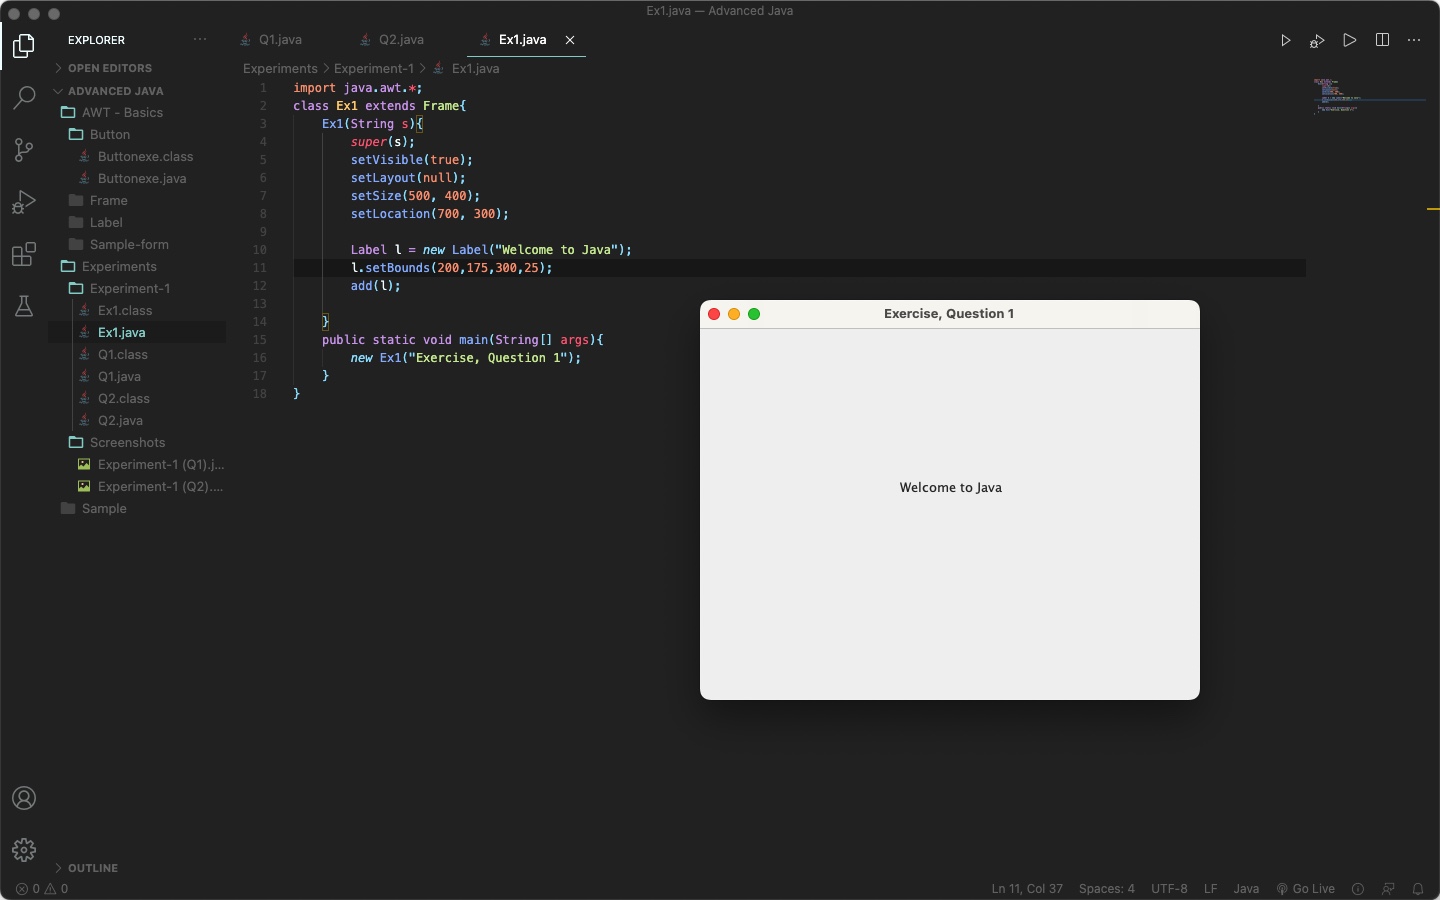 Ex1.java — Advanced Java
EXPLORER
Q1.java
Q2.java
Ex1.java
OPEN EDITORS
Experiments > Experiment-1 > Ex1.java
ADVANCED JAVA
AWT - Basics
Button
Buttonexe.class
Buttonexe.java
Frame
Label
Sample-form
Experiments
Experiment-1
Ex1.class
Ex1.java
Q1.class
Q1.java
Q2.class
Q2.java
Screenshots
Experiment-1 (Q1).j...
Experiment-1 (Q2)....
Sample
OUTLINE
1 import java.awt.*;
2 class Ex1 extends Frame{
3 Ex1(String s){
4 super(s);
5 setVisible(true);
6 setLayout(null);
7 setSize(500, 400);
8 setLocation(700, 300);
9
10 Label l = new Label("Welcome to Java");
11 l.setBounds(200,175,300,25);
12 add(l);
13
14 }
15 public static void main(String[] args){
16 new Ex1("Exercise, Question 1");
17 }
18 }
Exercise, Question 1
Welcome to Java
0 0
Ln 11, Col 37
Spaces: 4
UTF-8
LF
Java
Go Live